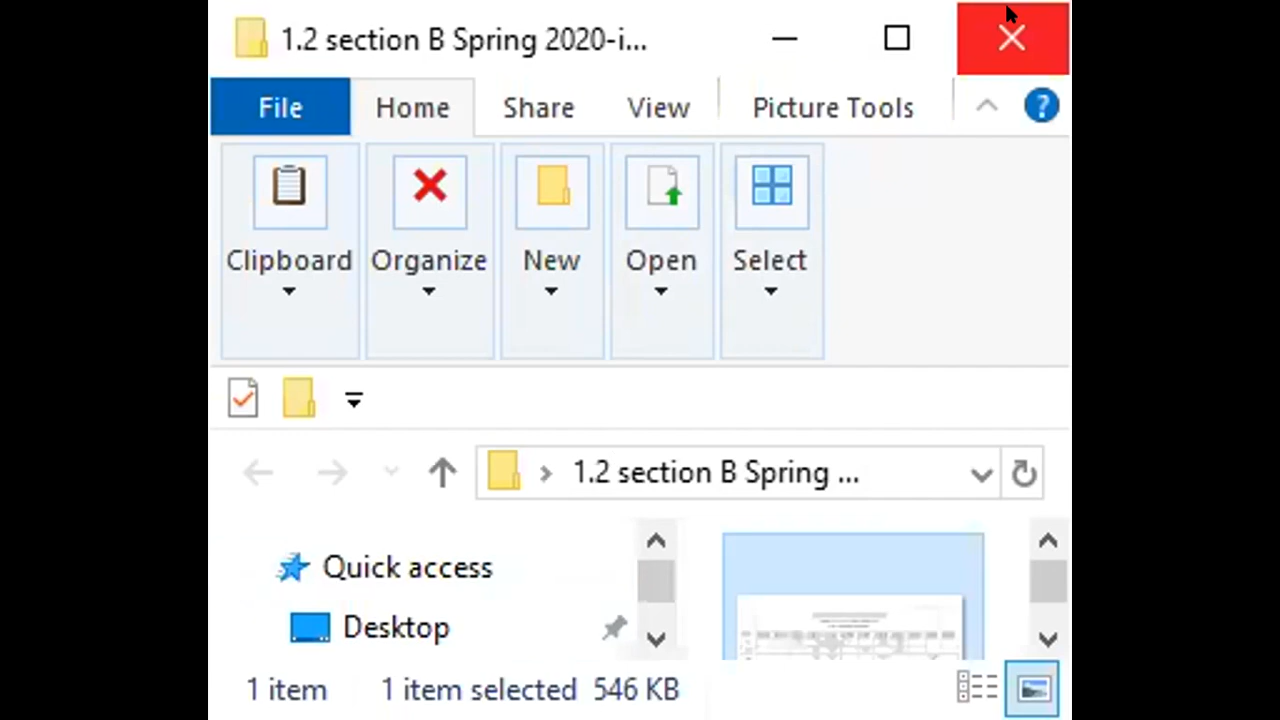 1.2 section B Spring 2020-i...
File Home Share View Picture Tools ?
Clipboard Organize New Open Select
1.2 section B Spring ...
Quick access
Desktop
1 item 1 item selected 546 KB